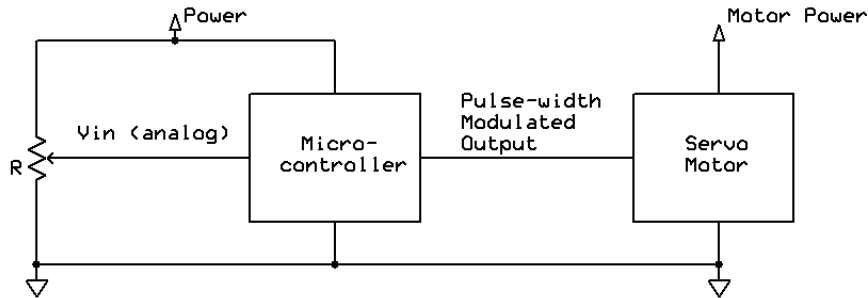 Power
Motor Power
Vin (analog)
Pulse-width
Modulated
Output
R
Micro-
controller
Servo
Motor